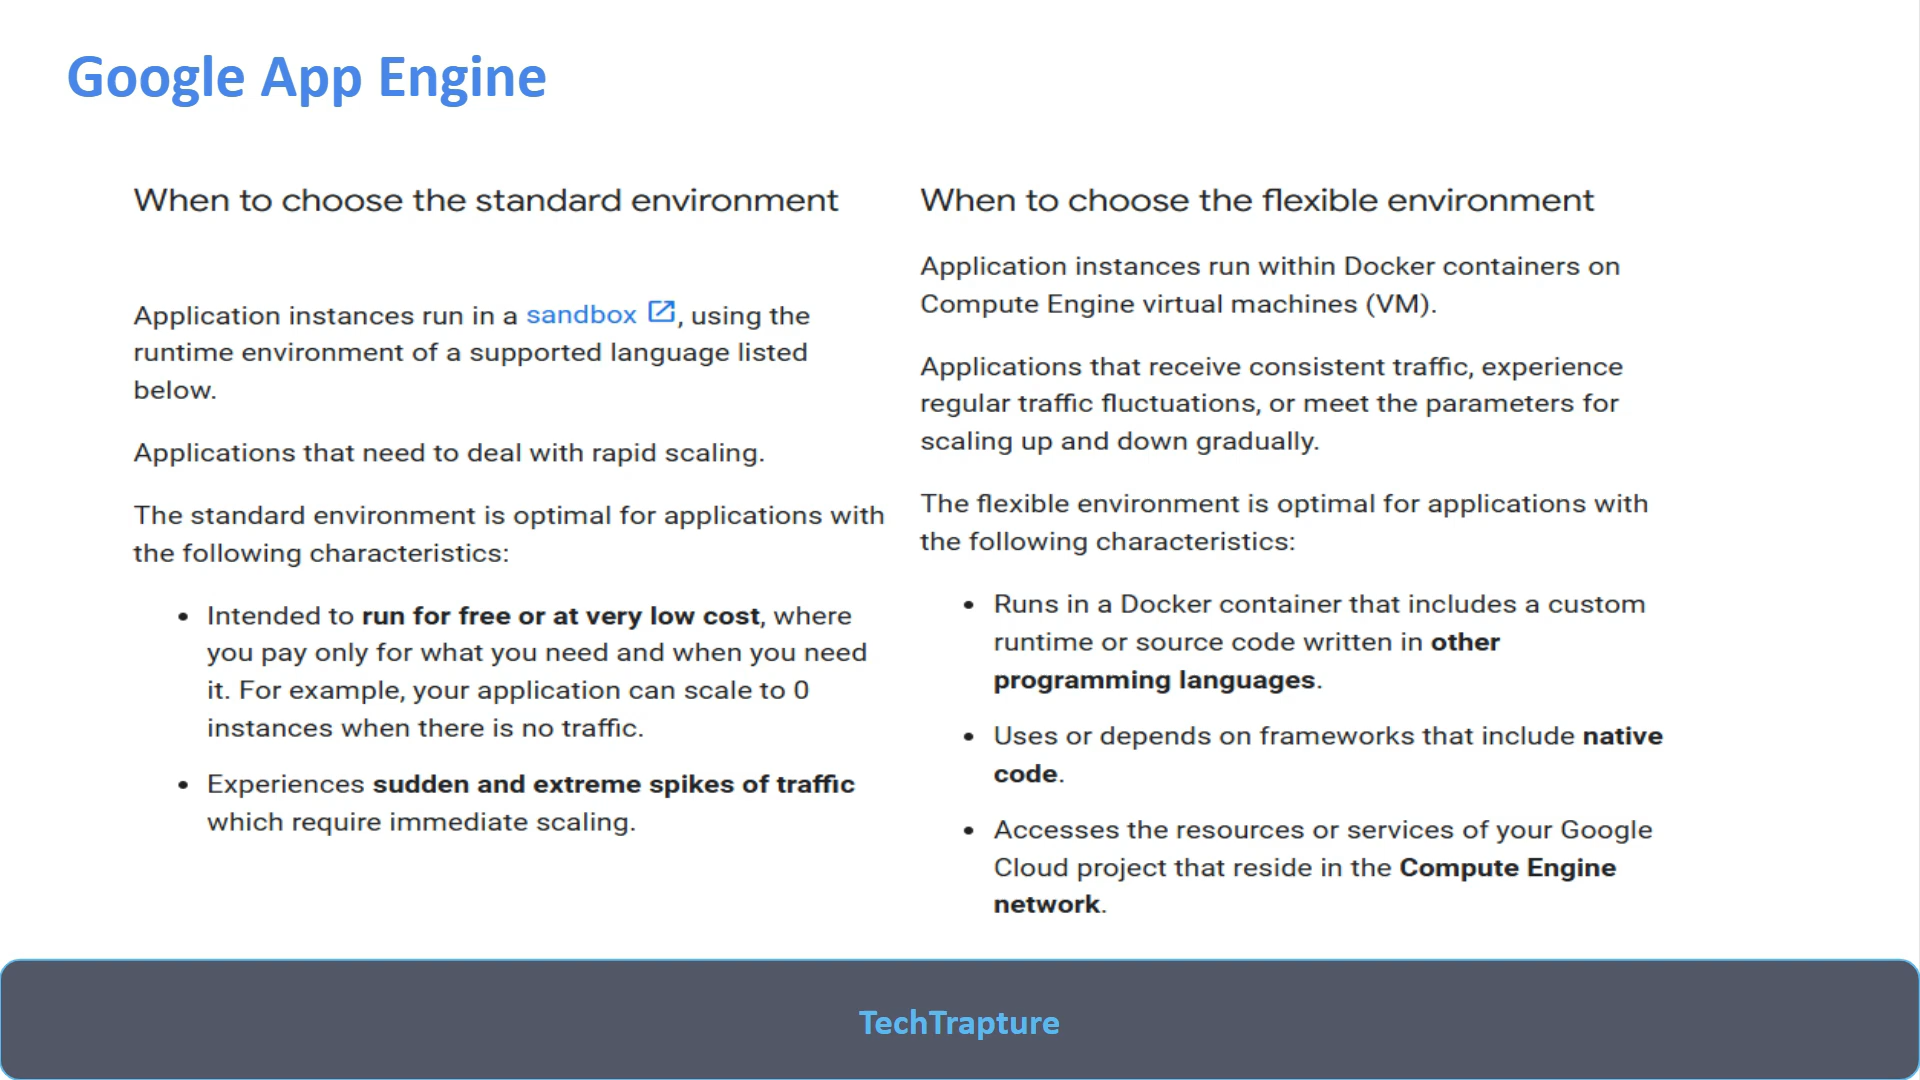 Google App Engine
When to choose the standard environment
Application instances run in a sandbox, using the
runtime environment of a supported language listed
below.
Applications that need to deal with rapid scaling.
The standard environment is optimal for applications with
the following characteristics:
• Intended to run for free or at very low cost, where
you pay only for what you need and when you need
it. For example, your application can scale to 0
instances when there is no traffic.
• Experiences sudden and extreme spikes of traffic
which require immediate scaling.
When to choose the flexible environment
Application instances run within Docker containers on
Compute Engine virtual machines (VM).
Applications that receive consistent traffic, experience
regular traffic fluctuations, or meet the parameters for
scaling up and down gradually.
The flexible environment is optimal for applications with
the following characteristics:
• Runs in a Docker container that includes a custom
runtime or source code written in other
programming languages.
• Uses or depends on frameworks that include native
code.
• Accesses the resources or services of your Google
Cloud project that reside in the Compute Engine
network.
TechTrapture